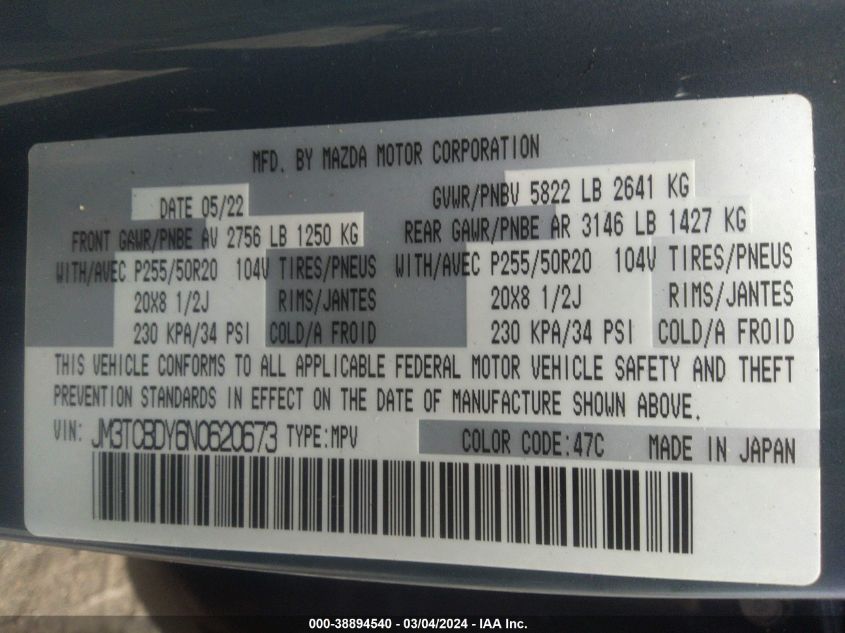 MFD. BY MAZDA MOTOR CORPORATION
DATE 05/22 GVWR/PNBV 5822 LB 2641 KG
FRONT GAWR/PNBE AV 2756 LB 1250 KG REAR GAWR/PNBE AR 3146 LB 1427 KG
WITH/AVEC P255/50R20 104V TIRES/PNEUS WITH/AVEC P255/50R20 104V TIRES/PNEUS
20X8 1/2J RIMS/JANTES 20X8 1/2J RIMS/JANTES
230 KPA/34 PSI COLD/A FROID 230 KPA/34 PSI COLD/A FROID
THIS VEHICLE CONFORMS TO ALL APPLICABLE FEDERAL MOTOR VEHICLE SAFETY AND THEFT
PREVENTION STANDARDS IN EFFECT ON THE DATE OF MANUFACTURE SHOWN ABOVE.
VIN: JM3TCBDY6N0620673 TYPE:MPV COLOR CODE:47C MADE IN JAPAN
000-38894540 - 03/04/2024 - IAA Inc.